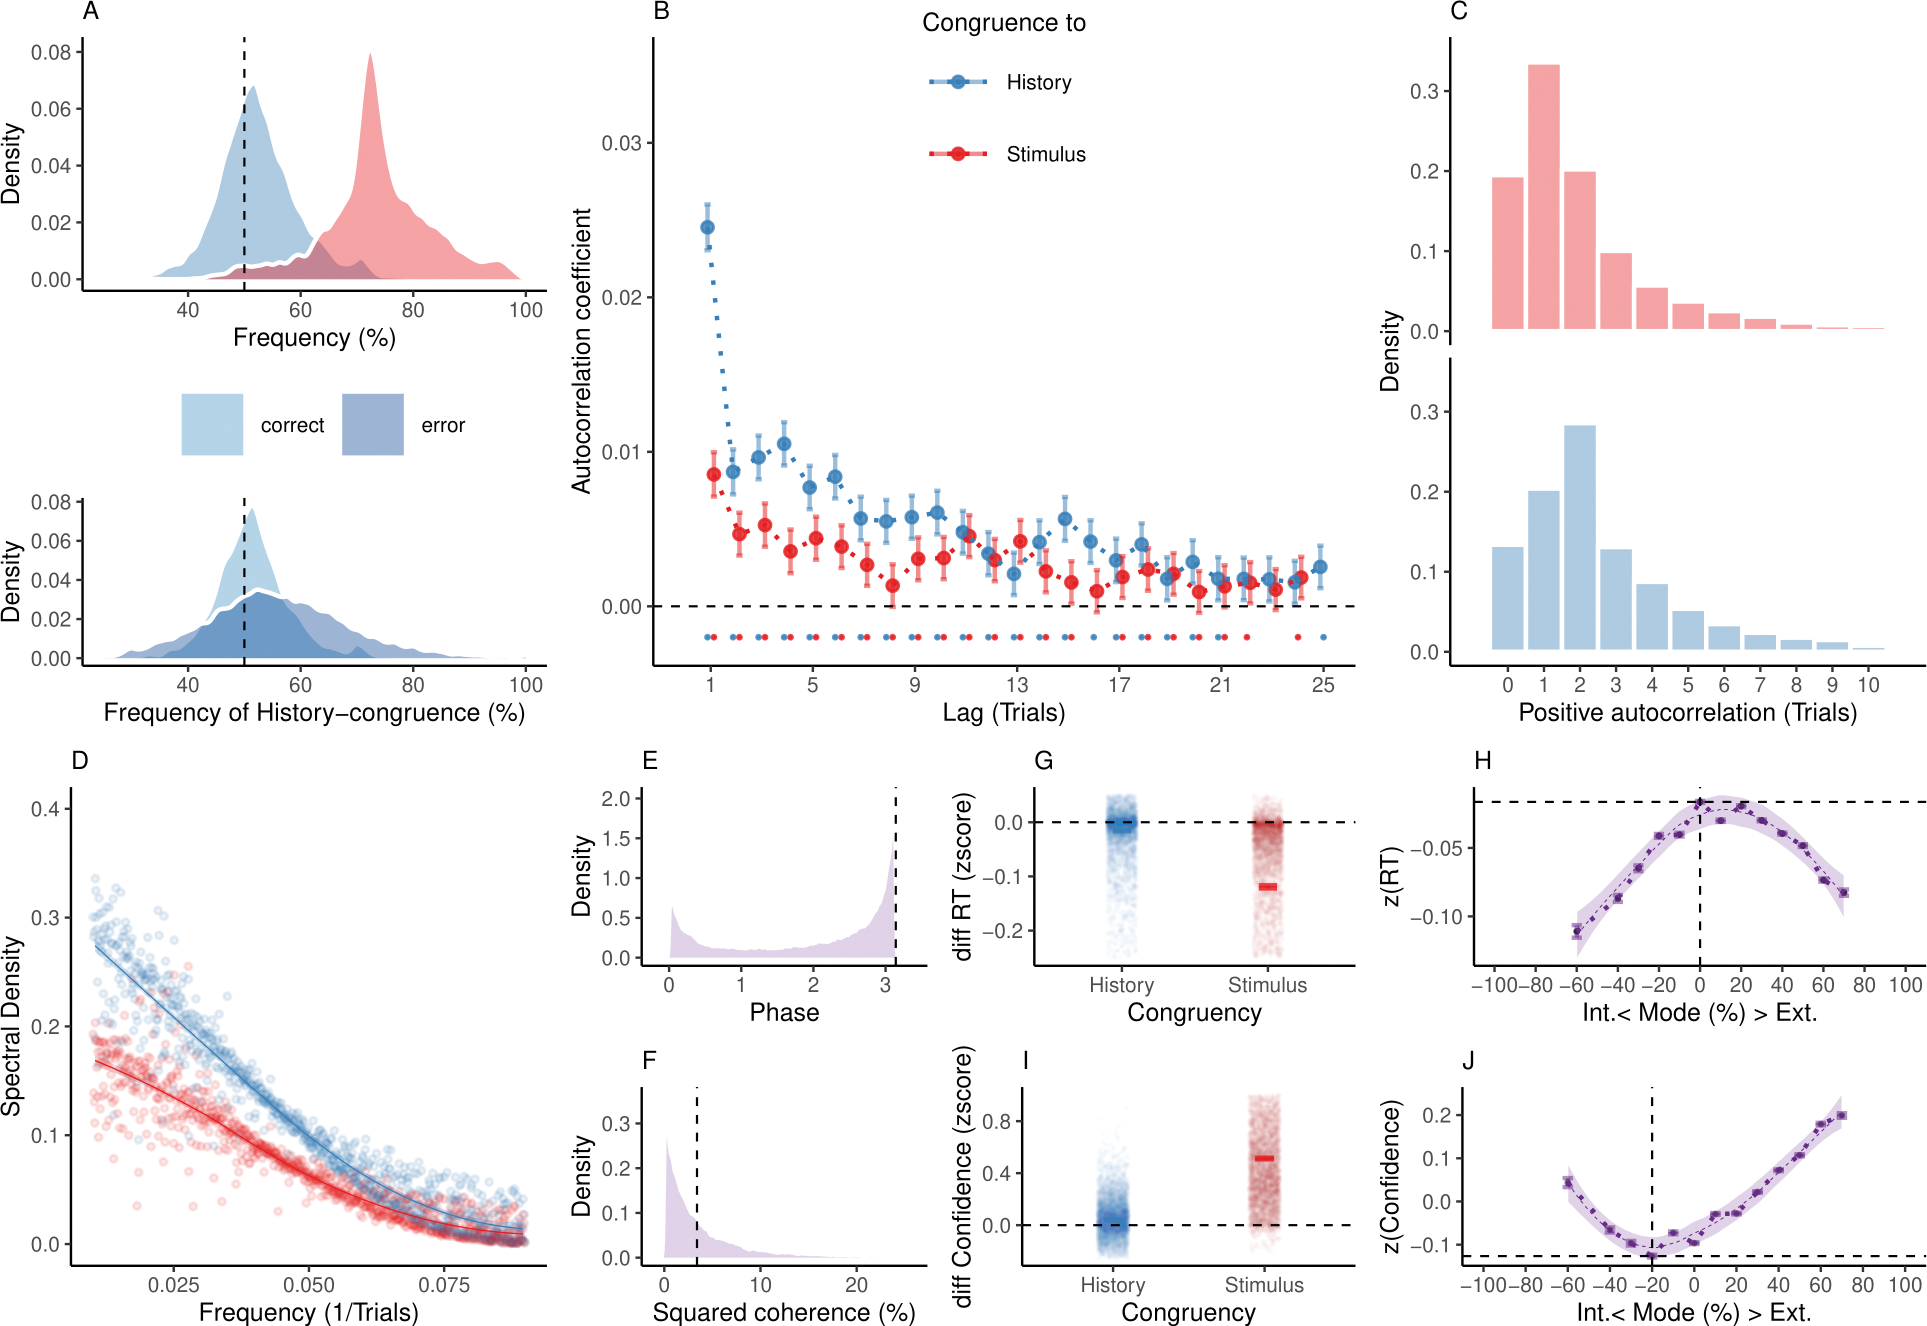 A
Density
0.08
0.06
0.04
0.02
0.00
40 60 80 100
Frequency (%)
correct error
Density
0.08
0.06
0.04
0.02
0.00
40 60 80 100
Frequency of History−congruence (%)
B
Congruence to
History
Stimulus
Autocorrelation coefficient
0.03
0.02
0.01
0.00
1 5 9 13 17 21 25
Lag (Trials)
C
Density
0.3
0.2
0.1
0.0
0.3
0.2
0.1
0.0
0 1 2 3 4 5 6 7 8 9 10
Positive autocorrelation (Trials)
D
Spectral Density
0.4
0.3
0.2
0.1
0.0
0.025 0.050 0.075
Frequency (1/Trials)
E
Density
2.0
1.5
1.0
0.5
0.0
0 1 2 3
Phase
F
Density
0.3
0.2
0.1
0.0
0 10 20
Squared coherence (%)
G
diff RT (zscore)
0.0
−0.1
−0.2
History Stimulus
Congruency
H
z(RT)
−0.05
−0.10
−100 −80 −60 −40 −20 0 20 40 60 80 100
Int.< Mode (%) > Ext.
I
diff Confidence (zscore)
0.8
0.4
0.0
History Stimulus
Congruency
J
z(Confidence)
0.2
0.1
0.0
−0.1
−100 −80 −60 −40 −20 0 20 40 60 80 100
Int.< Mode (%) > Ext.